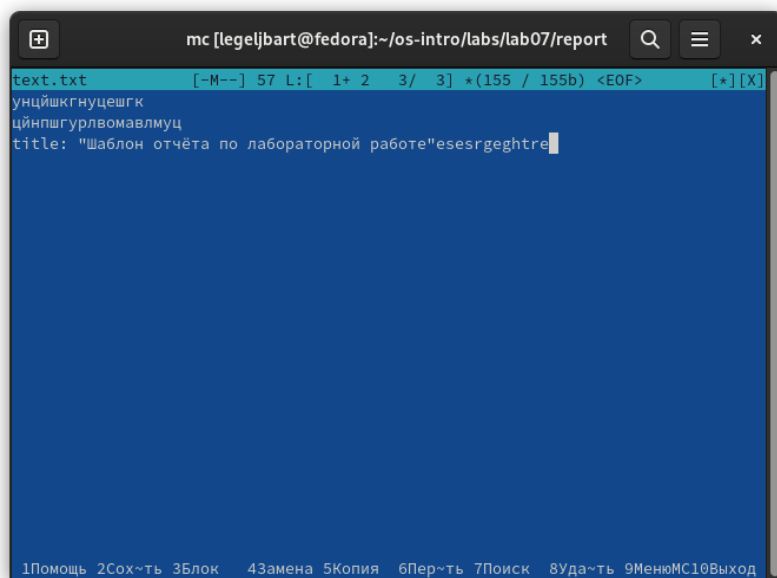 mc [legeljbart@fedora]:~/os-intro/labs/lab07/report
text.txt [-M--] 57 L:[ 1+ 2 3/ 3] *(155 / 155b) <EOF> [*][X]
унцйшкгнуцешгк
цйнпшгурлвомавлмуц
title: "Шаблон отчёта по лабораторной работе"esesrgeghtre
1Помощь 2Сох~ть 3Блок 4Замена 5Копия 6Пер~ть 7Поиск 8Уда~ть 9МенюMC10Выход